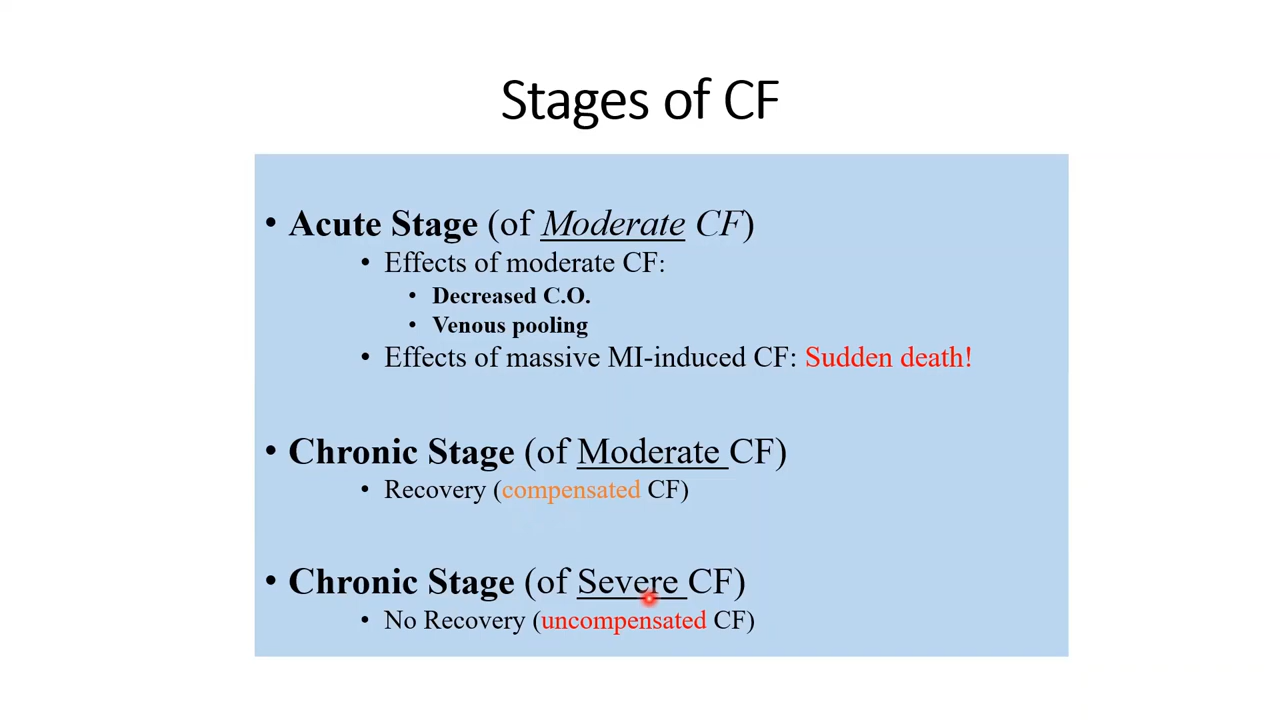 Stages of CF
• Acute Stage (of Moderate CF)
• Effects of moderate CF:
• Decreased C.O.
• Venous pooling
• Effects of massive MI-induced CF: Sudden death!
• Chronic Stage (of Moderate CF)
• Recovery (compensated CF)
• Chronic Stage (of Severe CF)
• No Recovery (uncompensated CF)